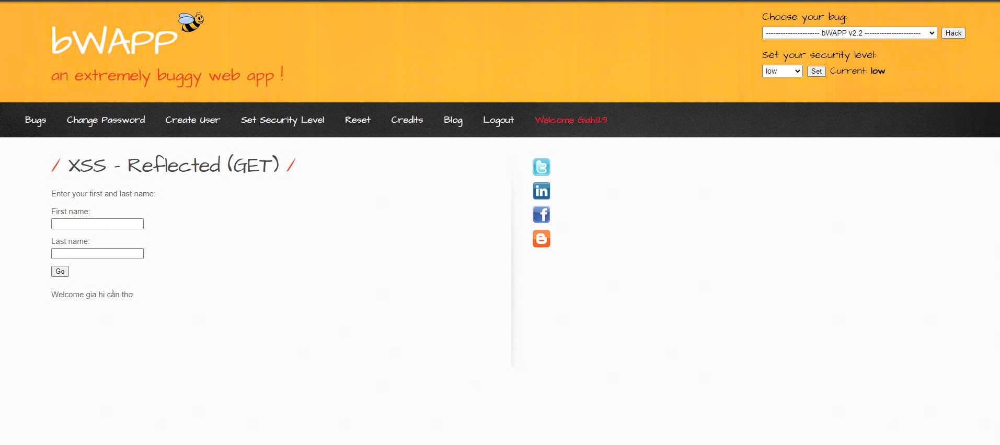 bWAPP
an extremely buggy web app !
Choose your bug:
---------------------- bWAPP v2.2 -----------------------
Hack
Set your security level:
low
Set
Current: low
Bugs
Change Password
Create User
Set Security Level
Reset
Credits
Blog
Logout
Welcome Giahi29
/ XSS - Reflected (GET) /
Enter your first and last name:
First name:
Last name:
Go
Welcome gia hi cần thơ